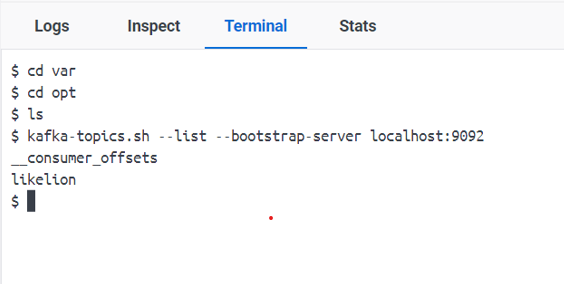 Logs Inspect Terminal Stats
$ cd var
$ cd opt
$ ls
$ kafka-topics.sh --list --bootstrap-server localhost:9092
__consumer_offsets
likelion
$